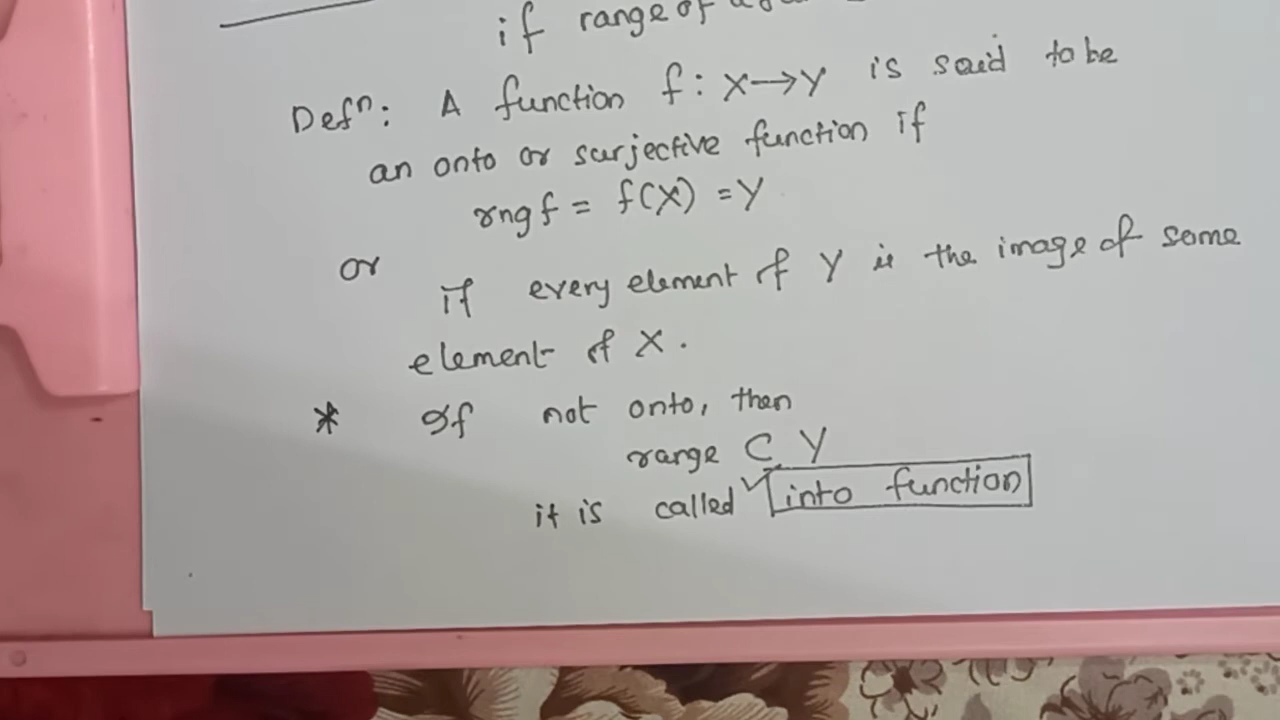 if range of
Defⁿ: A function f: X→Y is said to be
an onto or surjective function if
rng f = f(X) = Y
or
if every element of Y is the image of some
element of X.
* If not onto, then
range ⊂ Y
it is called into function